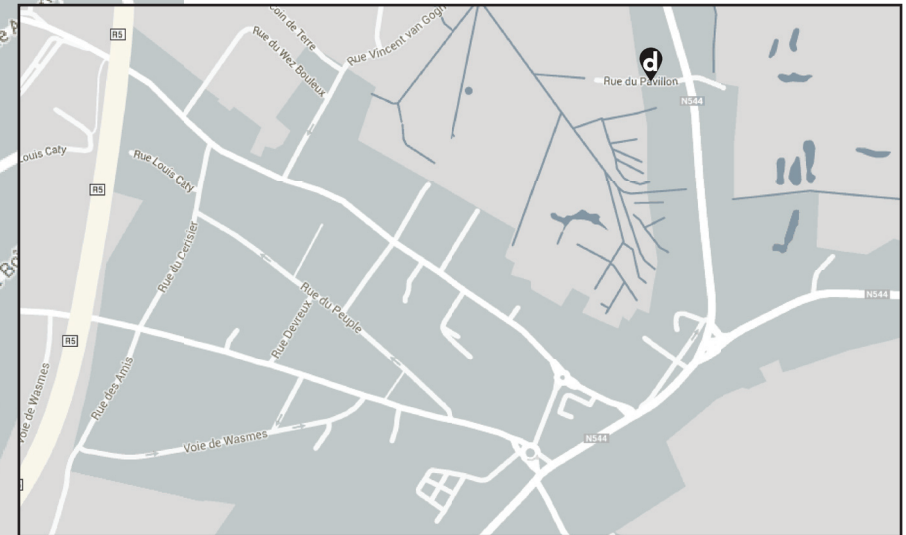 R5
Coin de Terre
Rue du Wez Bouleux
Rue Vincent van Gogh
d
Rue du Pavillon
N544
Louis Caty
Rue Louis Caty
R5
Rue du Cerisier
N544
Rue du Peuple
Rue Devreux
R5
Rue des Amis
Voie de Wasmes
Voie de Wasmes
N544